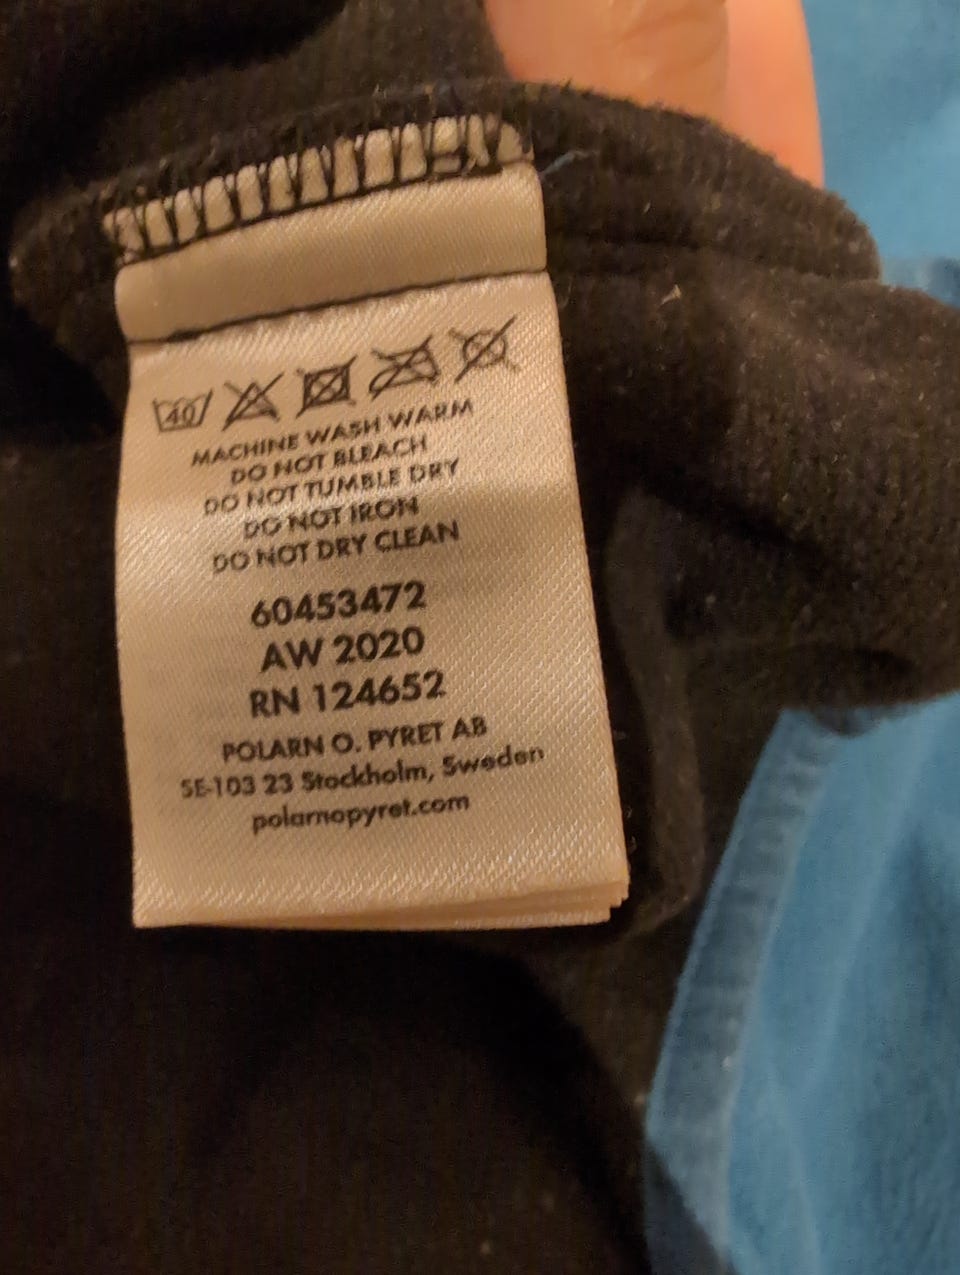 40
MACHINE WASH WARM
DO NOT BLEACH
DO NOT TUMBLE DRY
DO NOT IRON
DO NOT DRY CLEAN
60453472
AW 2020
RN 124652
POLARN O. PYRET AB
SE-103 23 Stockholm, Sweden
polarnopyret.com